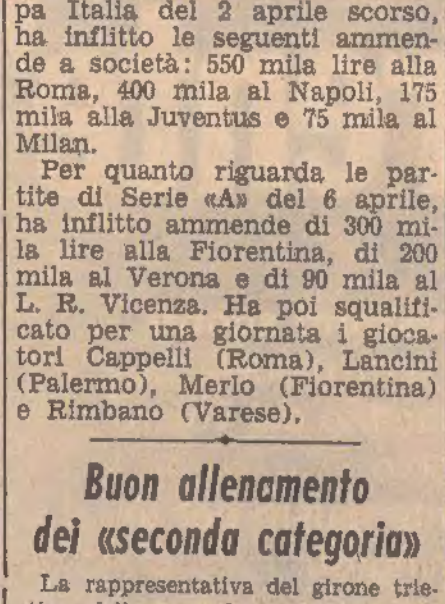 pa Italia del 2 aprile scorso,
ha inflitto le seguenti ammen-
de a società: 550 mila lire alla
Roma, 400 mila al Napoli, 175
mila alla Juventus e 75 mila al
Milan.
Per quanto riguarda le par-
tite di Serie «A» del 6 aprile,
ha inflitto ammende di 300 mi-
la lire alla Fiorentina, di 200
mila al Verona e di 90 mila al
L. R. Vicenza. Ha poi squalifi-
cato per una giornata i gioca-
tori Cappelli (Roma), Lancini
(Palermo), Merlo (Fiorentina)
e Rimbano (Varese).
Buon allenamento
dei «seconda categoria»
La rappresentativa del girone trie-